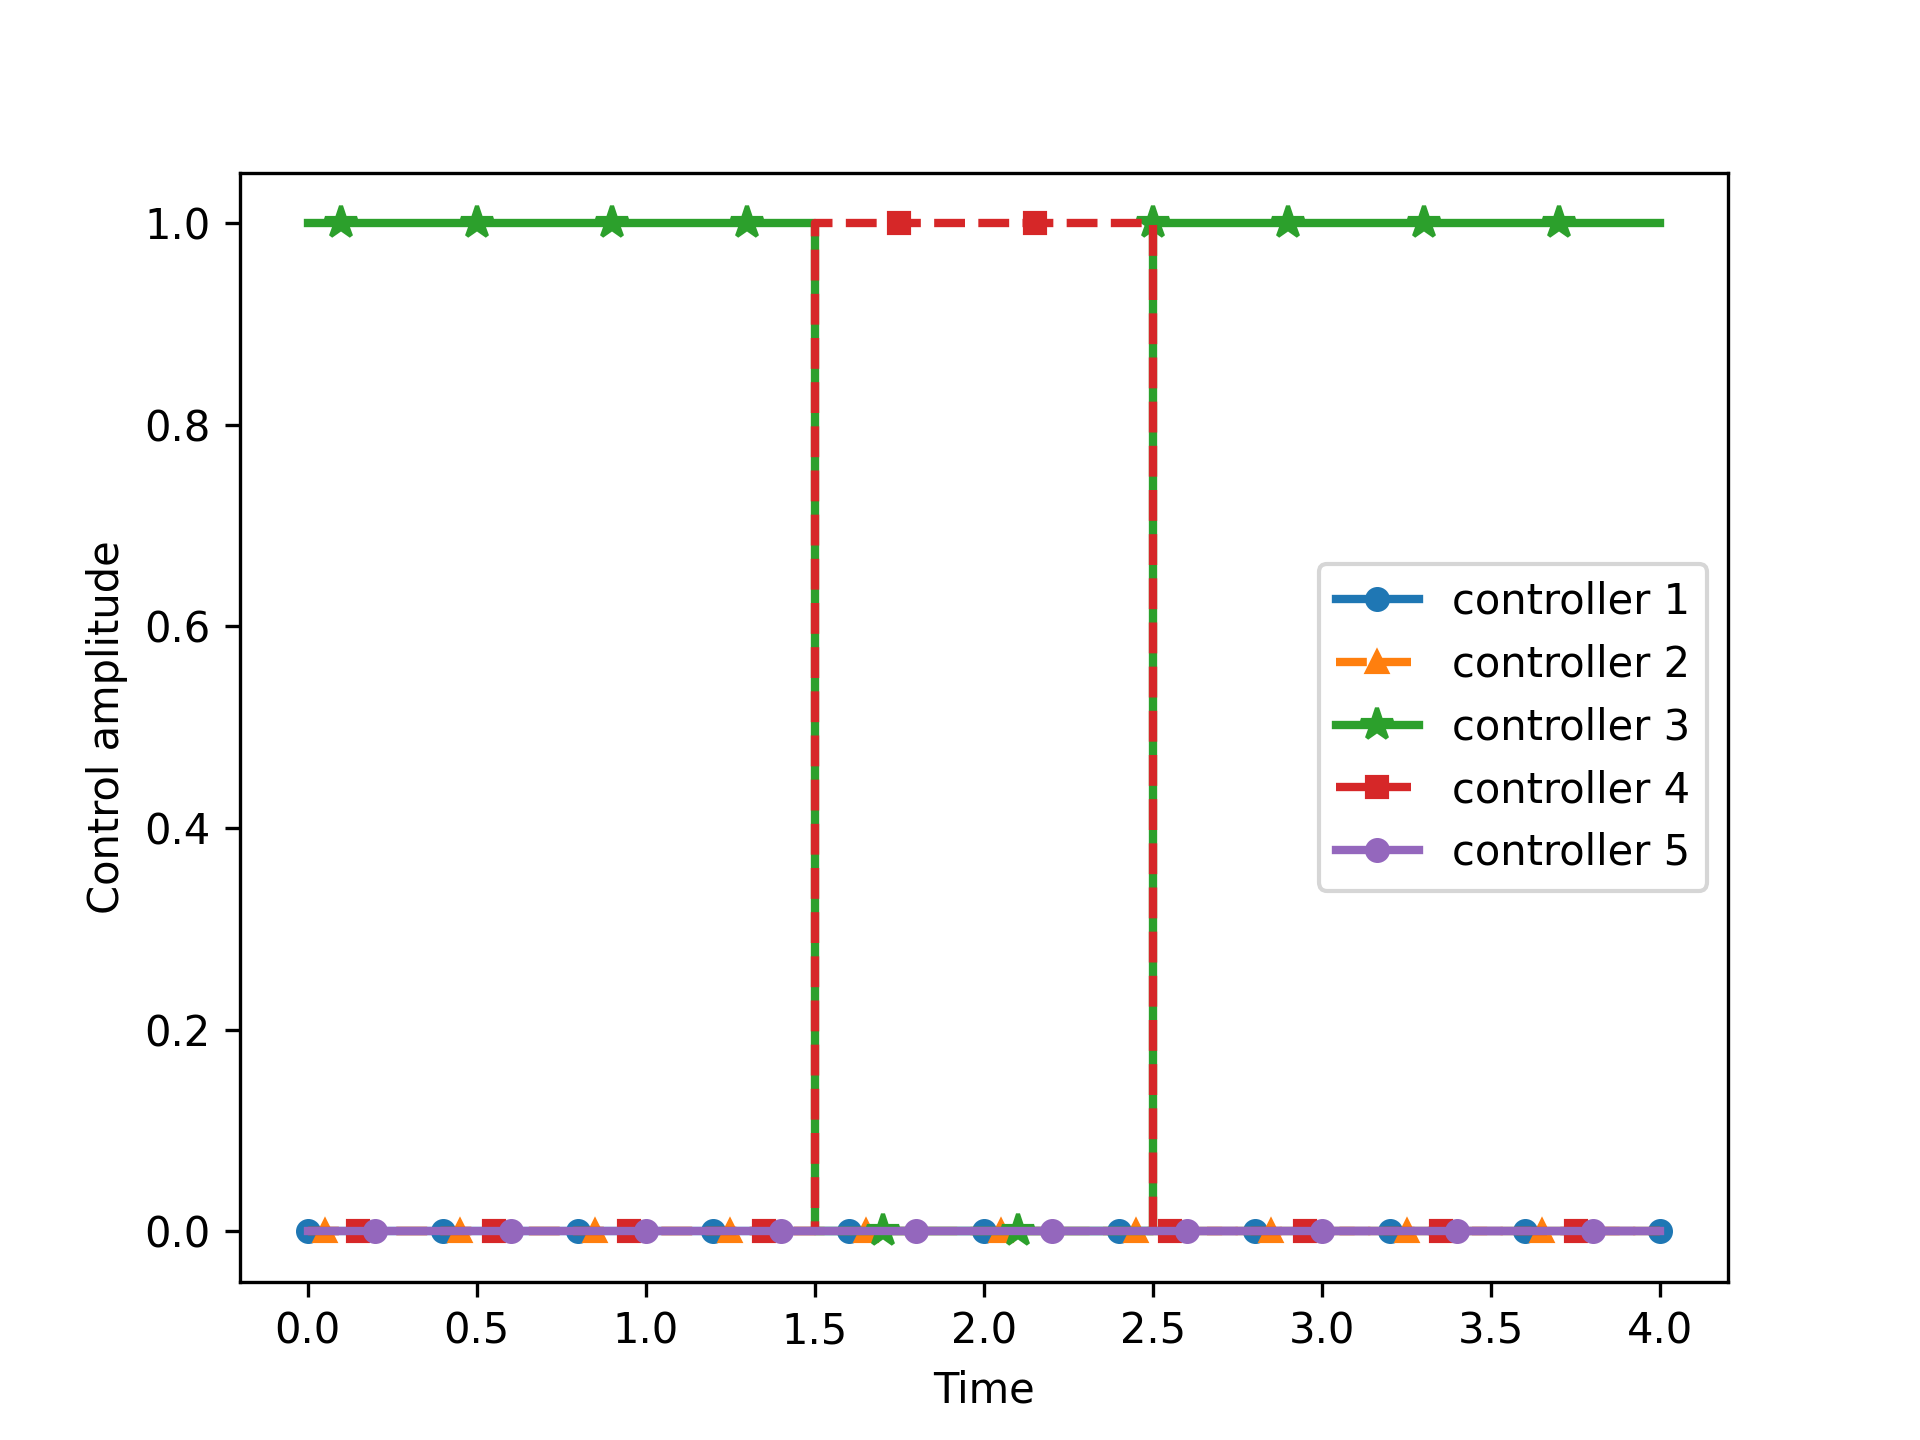 1.0
0.8
0.6
0.4
0.2
0.0
Control amplitude
controller 1
controller 2
controller 3
controller 4
controller 5
0.0 0.5 1.0 1.5 2.0 2.5 3.0 3.5 4.0
Time